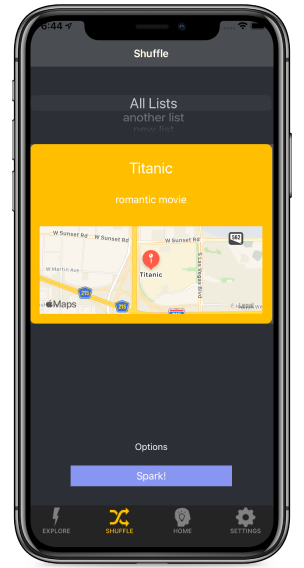 6:44
Shuffle
All Lists
another list
new list
Titanic
romantic movie
W Sunset Rd W Sunset Rd W Sunset Rd
562
W Martin Ave
S Las Vegas Blvd
Titanic
215
215
Maps
Legal
Options
Spark!
EXPLORE SHUFFLE HOME SETTINGS